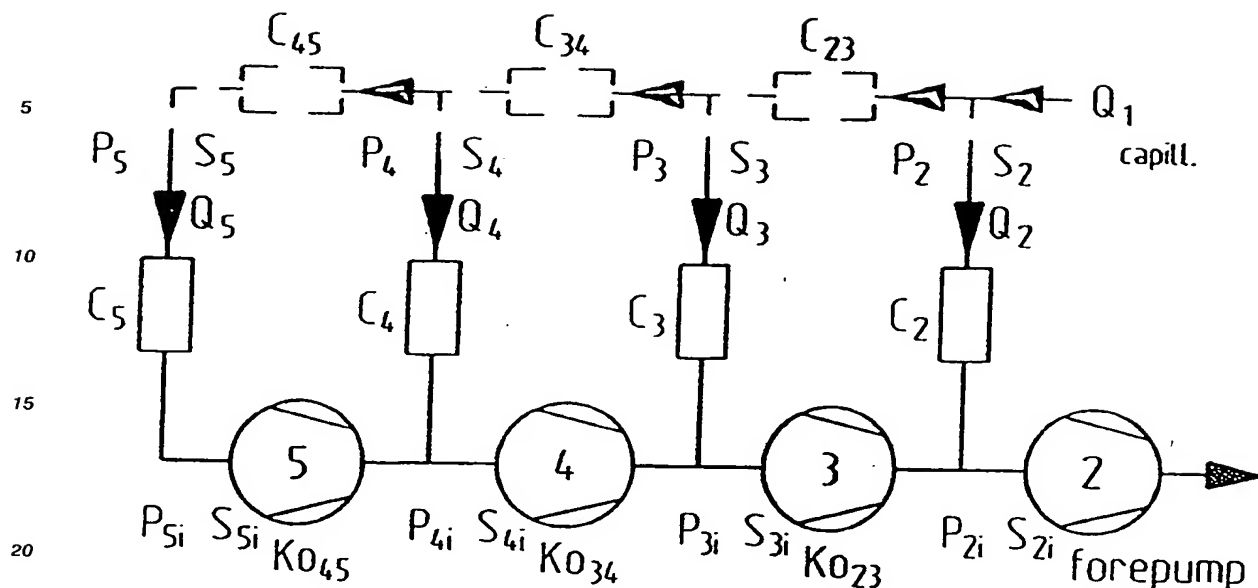 C45 C34 C23
5
Q1
P5 S5 P4 S4 P3 S3 P2 S2 capill.
Q5 Q4 Q3 Q2
10
C5 C4 C3 C2
15
5 4 3 2
P5i S5i P4i S4i P3i S3i P2i S2i
20
Ko45 Ko34 Ko23 forepump